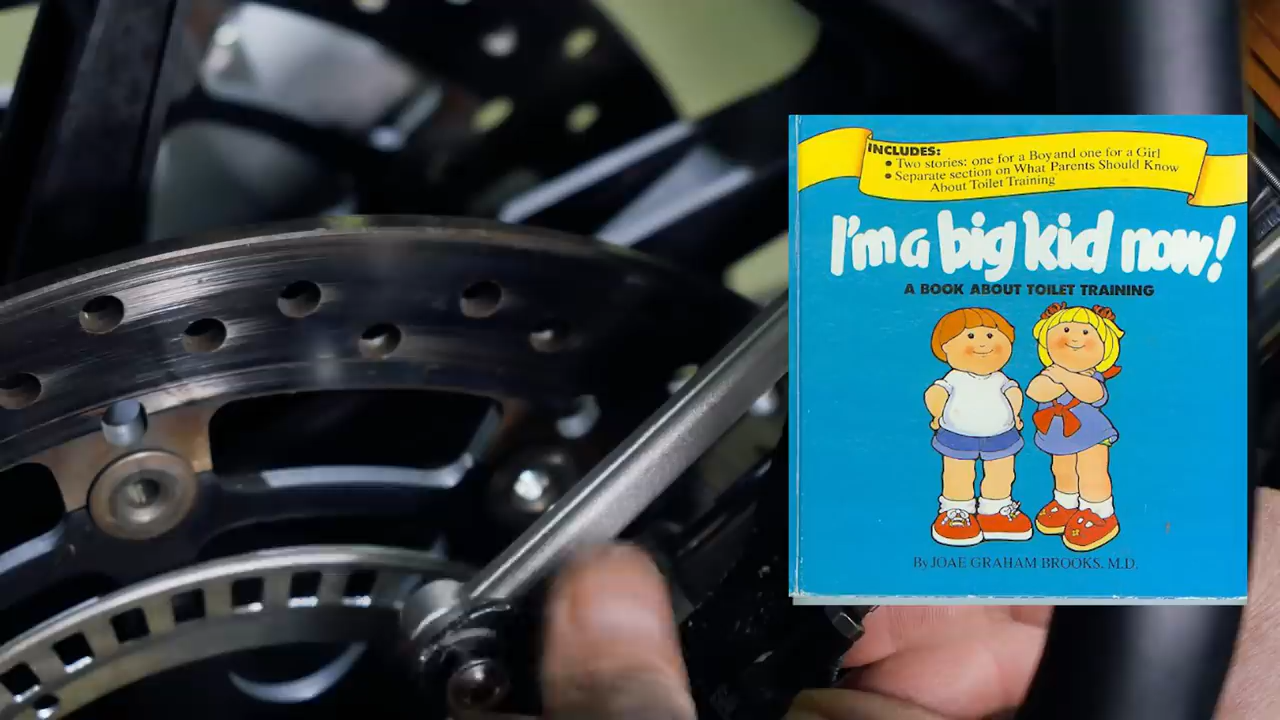 INCLUDES:
• Two stories: one for a Boy and one for a Girl
• Separate section on What Parents Should Know
About Toilet Training
I'm a big kid now!
A BOOK ABOUT TOILET TRAINING
By JOAE GRAHAM BROOKS, M.D.